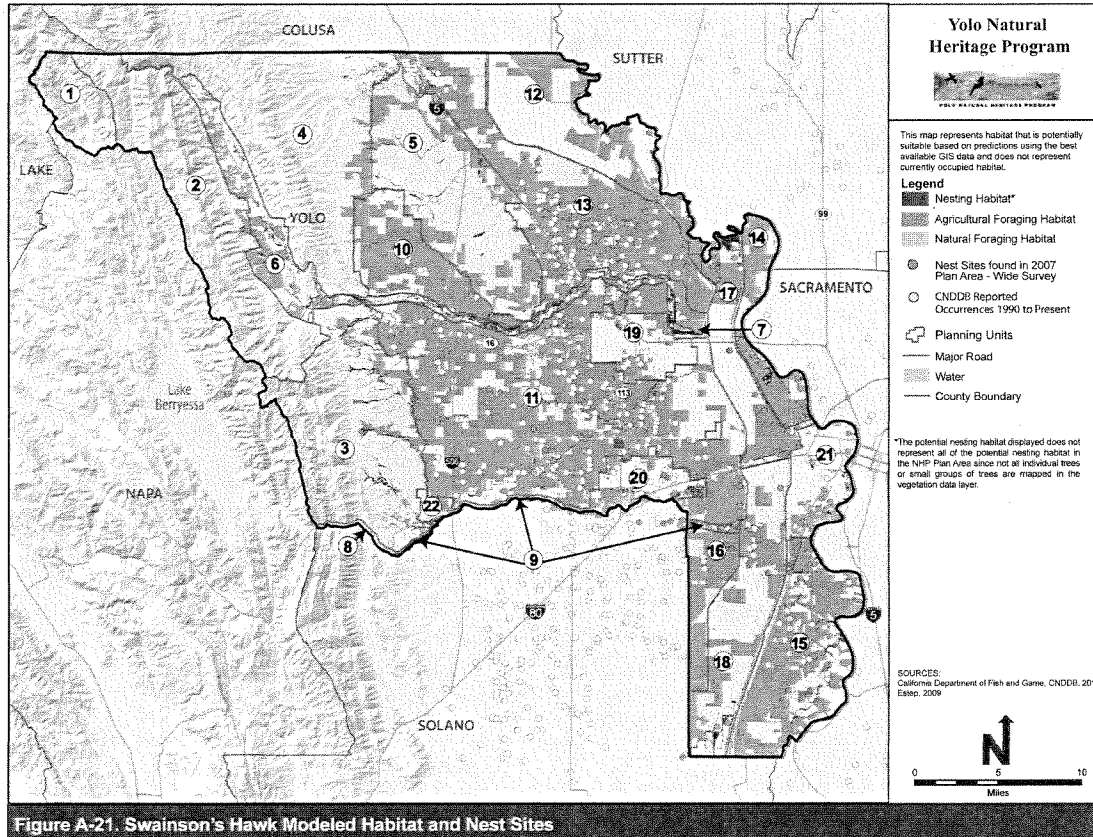 COLUSA
SUTTER
LAKE
YOLO
SACRAMENTO
Lake
Berryessa
NAPA
SOLANO
1
2
3
4
5
6
7
8
9
10
11
12
13
14
15
16
17
18
19
20
21
22
5
99
16
113
505
80
5
Yolo Natural
Heritage Program
YOLO NATURAL HERITAGE PROGRAM
This map represents habitat that is potentially
suitable based on predictions using the best
available GIS data and does not represent
currently occupied habitat.
Legend
Nesting Habitat*
Agricultural Foraging Habitat
Natural Foraging Habitat
Nest Sites found in 2007
Plan Area - Wide Survey
CNDDB Reported
Occurrences 1990 to Present
Planning Units
Major Road
Water
County Boundary
*The potential nesting habitat displayed does not
represent all of the potential nesting habitat in
the NHP Plan Area since not all individual trees
or small groups of trees are mapped in the
vegetation data layer.
SOURCES:
California Department of Fish and Game, CNDDB, 201
Estep, 2009
N
0 5 10
Miles
Figure A-21. Swainson's Hawk Modeled Habitat and Nest Sites